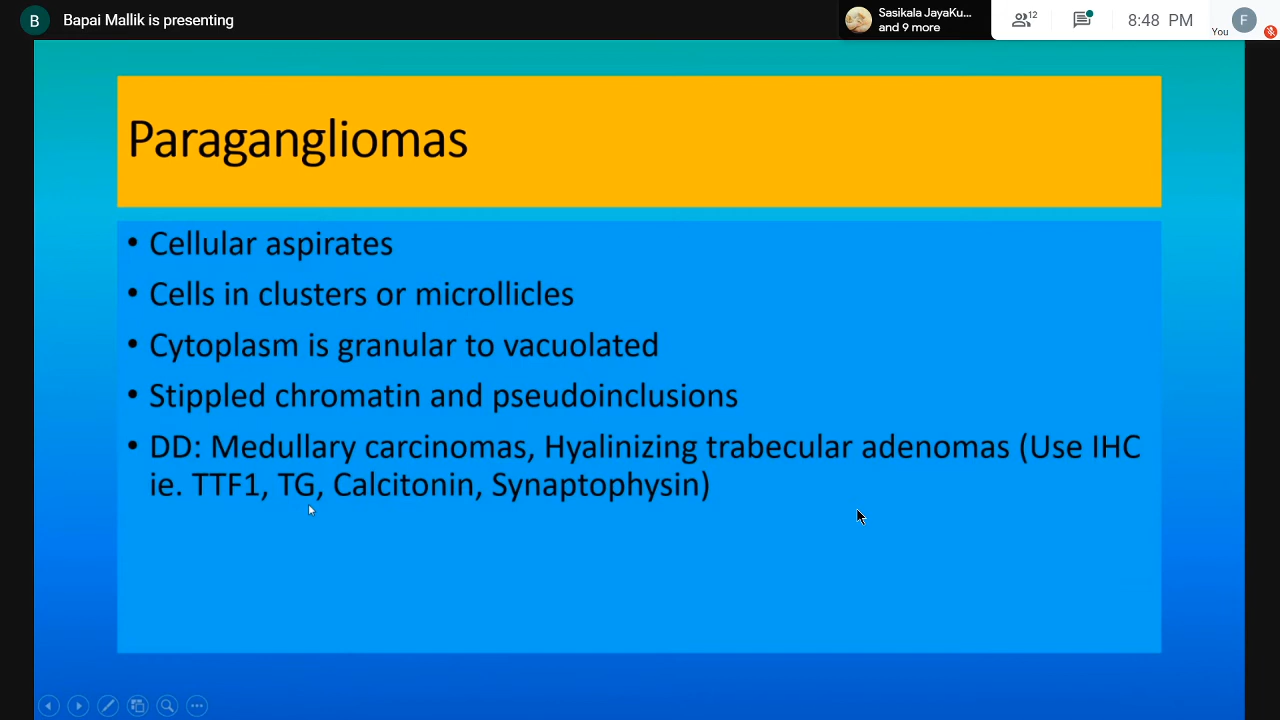 B Bapai Mallik is presenting
Sasikala JayaKu...
and 9 more
12
8:48 PM
You
F
Paragangliomas
• Cellular aspirates
• Cells in clusters or microllicles
• Cytoplasm is granular to vacuolated
• Stippled chromatin and pseudoinclusions
• DD: Medullary carcinomas, Hyalinizing trabecular adenomas (Use IHC
ie. TTF1, TG, Calcitonin, Synaptophysin)